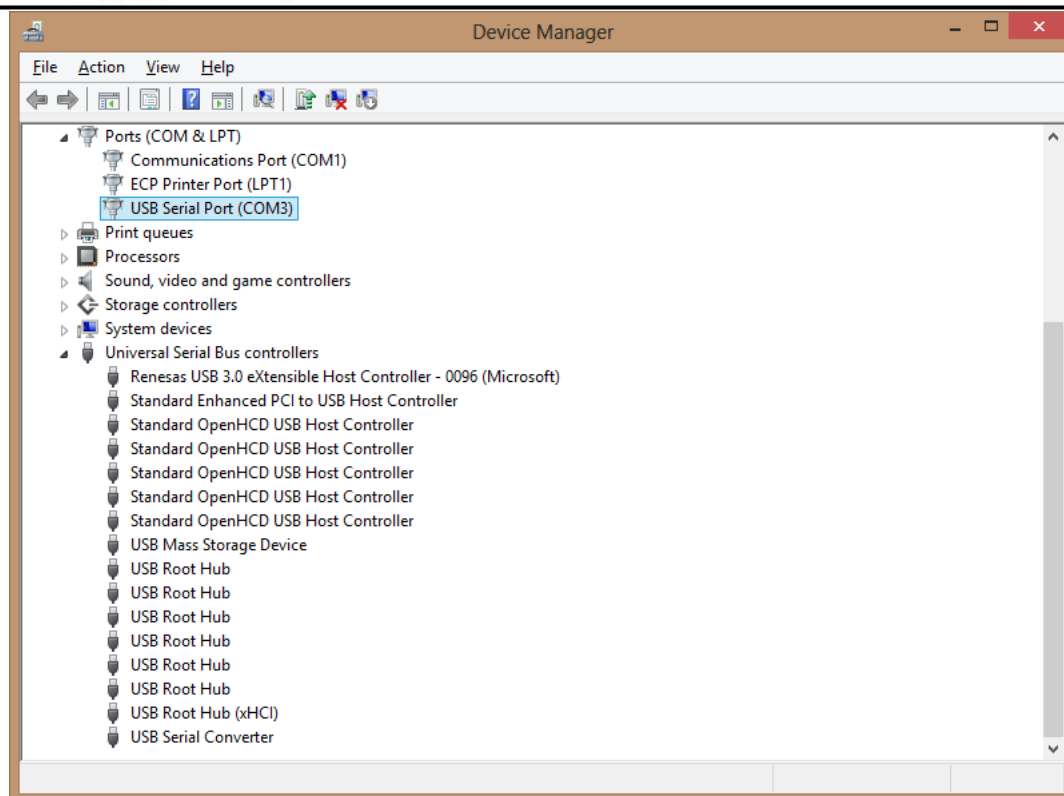 Device Manager
File Action View Help
Ports (COM & LPT)
Communications Port (COM1)
ECP Printer Port (LPT1)
USB Serial Port (COM3)
Print queues
Processors
Sound, video and game controllers
Storage controllers
System devices
Universal Serial Bus controllers
Renesas USB 3.0 eXtensible Host Controller - 0096 (Microsoft)
Standard Enhanced PCI to USB Host Controller
Standard OpenHCD USB Host Controller
Standard OpenHCD USB Host Controller
Standard OpenHCD USB Host Controller
Standard OpenHCD USB Host Controller
Standard OpenHCD USB Host Controller
USB Mass Storage Device
USB Root Hub
USB Root Hub
USB Root Hub
USB Root Hub
USB Root Hub
USB Root Hub
USB Root Hub (xHCI)
USB Serial Converter